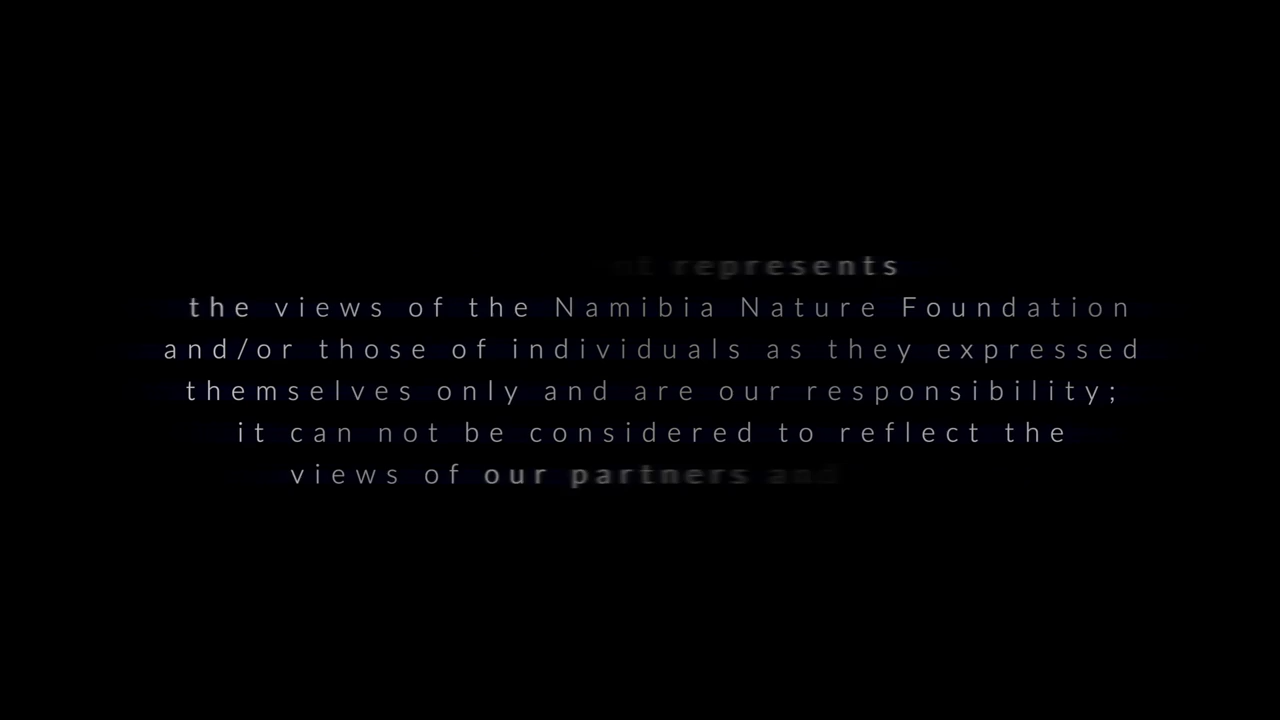 represents
the views of the Namibia Nature Foundation
and/or those of individuals as they expressed
themselves only and are our responsibility;
it can not be considered to reflect the
views of our partners and